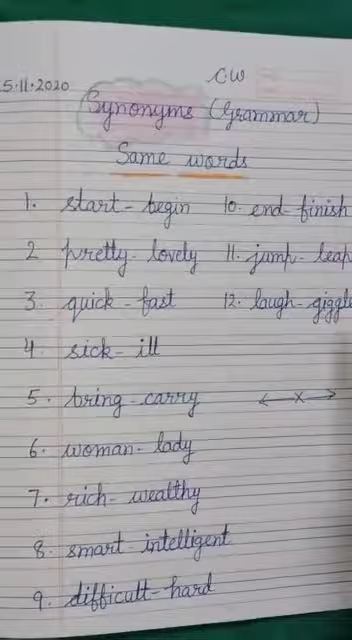 CW
5.11.2020
Synonyms (Grammar)
Same words
1. start - begin 10. end - finish
2 pretty - lovely 11. jump - leap
3. quick - fast 12. laugh - giggle
4. sick - ill
5. bring - carry
6. woman - lady
7. rich - wealthy
8. smart - intelligent
9. difficult - hard